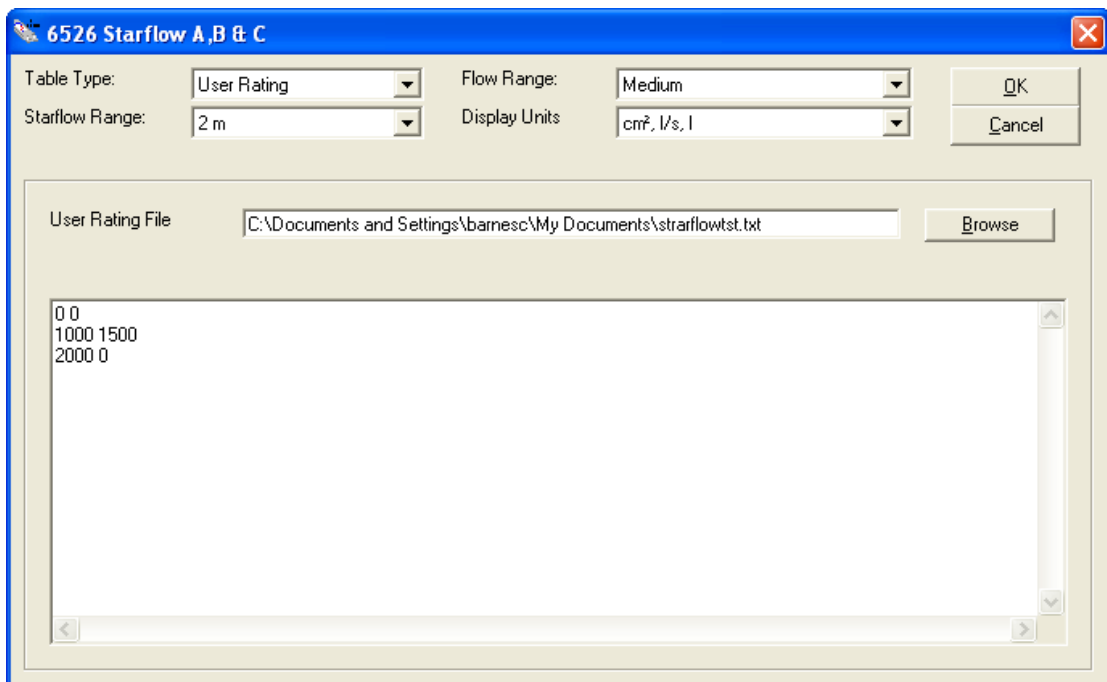 6526 Starflow A,B & C
Table Type: User Rating Flow Range: Medium OK
Starflow Range: 2 m Display Units cm², l/s, l Cancel
User Rating File C:\Documents and Settings\barnesc\My Documents\strarflowtst.txt Browse
0 0
1000 1500
2000 0